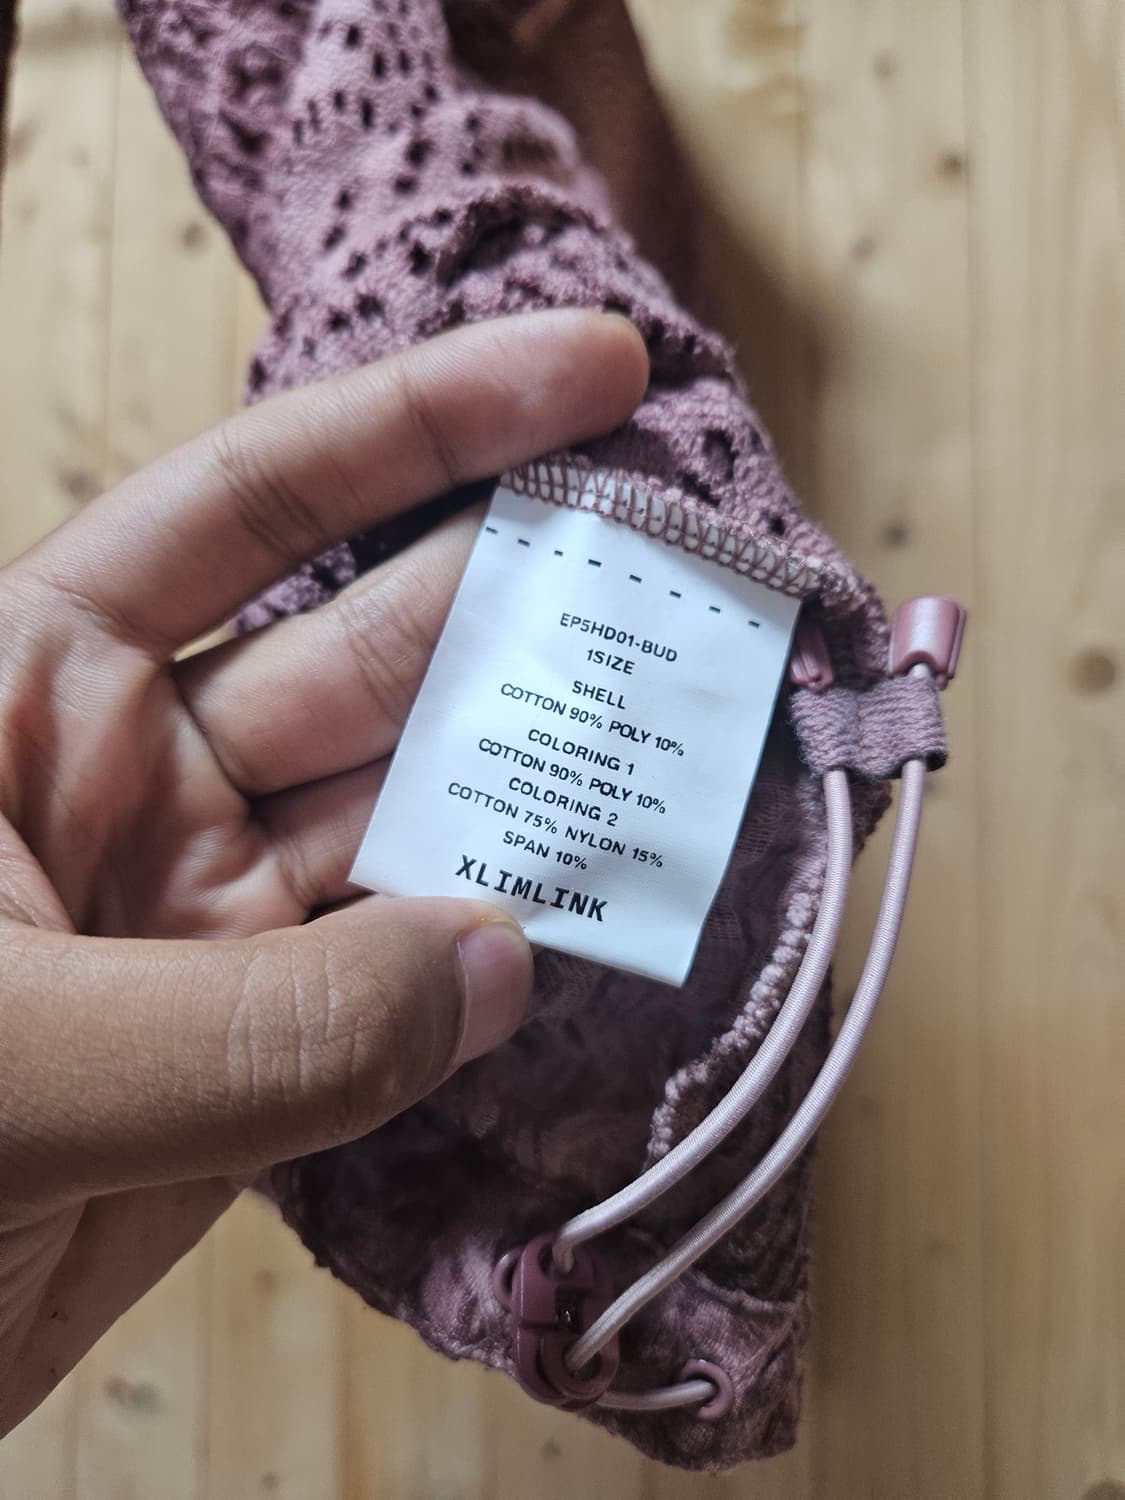 EP5HD01-BUD
1SIZE
SHELL
COTTON 90% POLY 10%
COLORING 1
COTTON 90% POLY 10%
COLORING 2
COTTON 75% NYLON 15%
SPAN 10%
XLIMLINK